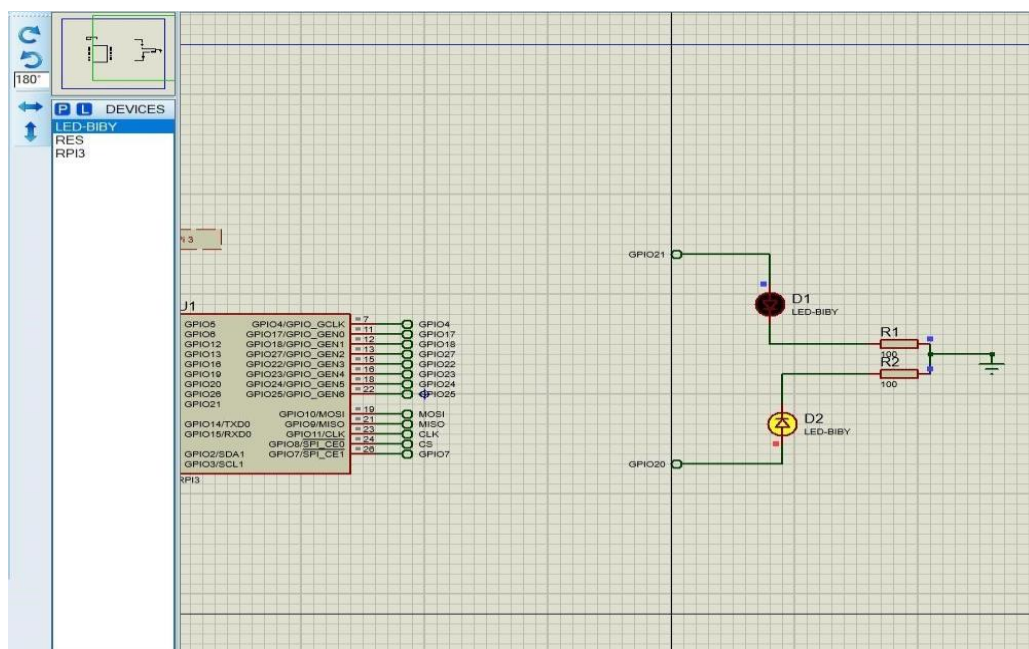 180°
P L DEVICES
LED-BIBY
RES
RPI3
Pi 3
U1
GPIO5
GPIO6
GPIO12
GPIO13
GPIO16
GPIO19
GPIO20
GPIO26
GPIO21
GPIO14/TXD0
GPIO15/RXD0
GPIO2/SDA1
GPIO3/SCL1
GPIO4/GPIO_GCLK 7 GPIO4
GPIO17/GPIO_GEN0 11 GPIO17
GPIO18/GPIO_GEN1 12 GPIO18
GPIO27/GPIO_GEN2 13 GPIO27
GPIO22/GPIO_GEN3 15 GPIO22
GPIO23/GPIO_GEN4 16 GPIO23
GPIO24/GPIO_GEN5 18 GPIO24
GPIO25/GPIO_GEN6 22 GPIO25
GPIO10/MOSI 19 MOSI
GPIO9/MISO 21 MISO
GPIO11/CLK 23 CLK
GPIO8/SPI_CE0 24 CS
GPIO7/SPI_CE1 26 GPIO7
RPI3
GPIO21
D1
LED-BIBY
R1
100
R2
100
D2
LED-BIBY
GPIO20